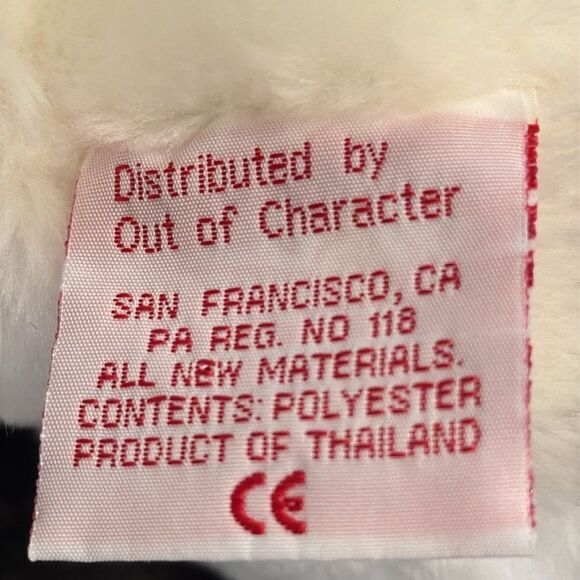 Distributed by
Out of Character
SAN FRANCISCO, CA
PA REG. NO 118
ALL NEW MATERIALS.
CONTENTS: POLYESTER
PRODUCT OF THAILAND
CE